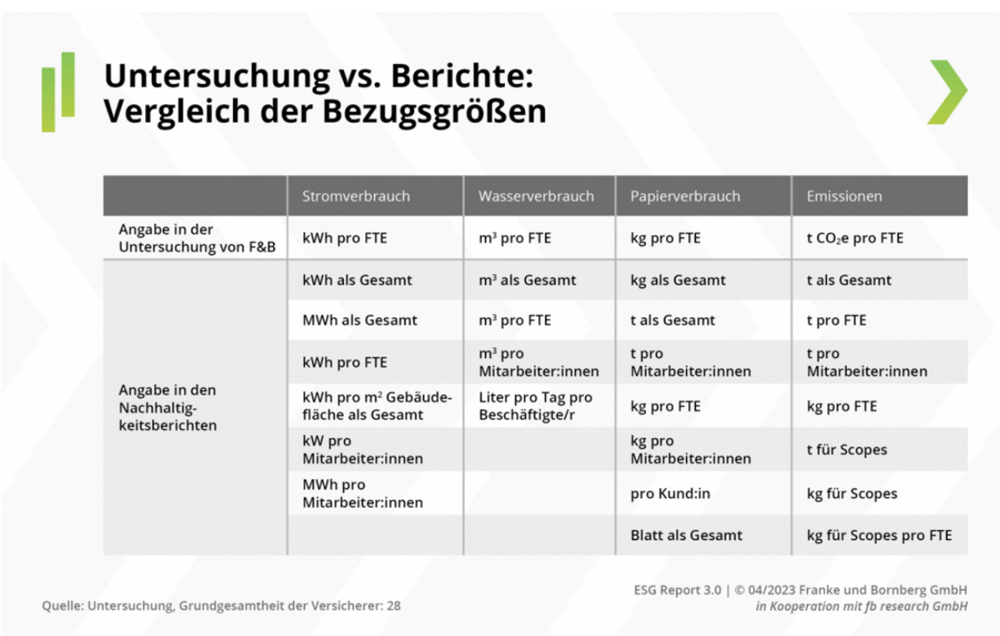 Untersuchung vs. Berichte:
Vergleich der Bezugsgrößen
Stromverbrauch
Wasserverbrauch
Papierverbrauch
Emissionen
Angabe in der
Untersuchung von F&B
kWh pro FTE
m³ pro FTE
kg pro FTE
t CO₂e pro FTE
Angabe in den
Nachhaltig-
keitsberichten
kWh als Gesamt
m³ als Gesamt
kg als Gesamt
t als Gesamt
MWh als Gesamt
m³ pro FTE
t als Gesamt
t pro FTE
kWh pro FTE
m³ pro
Mitarbeiter:innen
t pro
Mitarbeiter:innen
t pro
Mitarbeiter:innen
kWh pro m² Gebäude-
fläche als Gesamt
Liter pro Tag pro
Beschäftigte/r
kg pro FTE
kg pro FTE
kW pro
Mitarbeiter:innen
kg pro
Mitarbeiter:innen
t für Scopes
MWh pro
Mitarbeiter:innen
pro Kund:in
kg für Scopes
Blatt als Gesamt
kg für Scopes pro FTE
Quelle: Untersuchung, Grundgesamtheit der Versicherer: 28
ESG Report 3.0 | © 04/2023 Franke und Bornberg GmbH
in Kooperation mit fb research GmbH